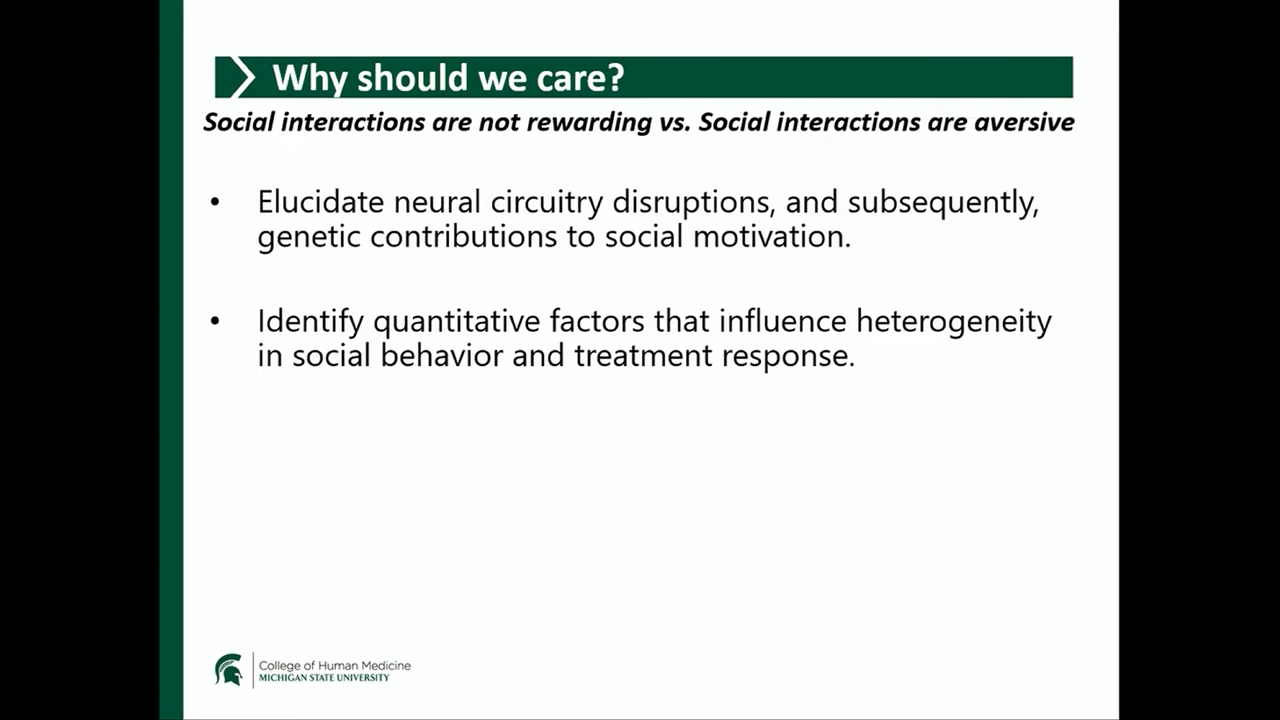 Why should we care?
Social interactions are not rewarding vs. Social interactions are aversive
• Elucidate neural circuitry disruptions, and subsequently,
genetic contributions to social motivation.
• Identify quantitative factors that influence heterogeneity
in social behavior and treatment response.
College of Human Medicine
MICHIGAN STATE UNIVERSITY